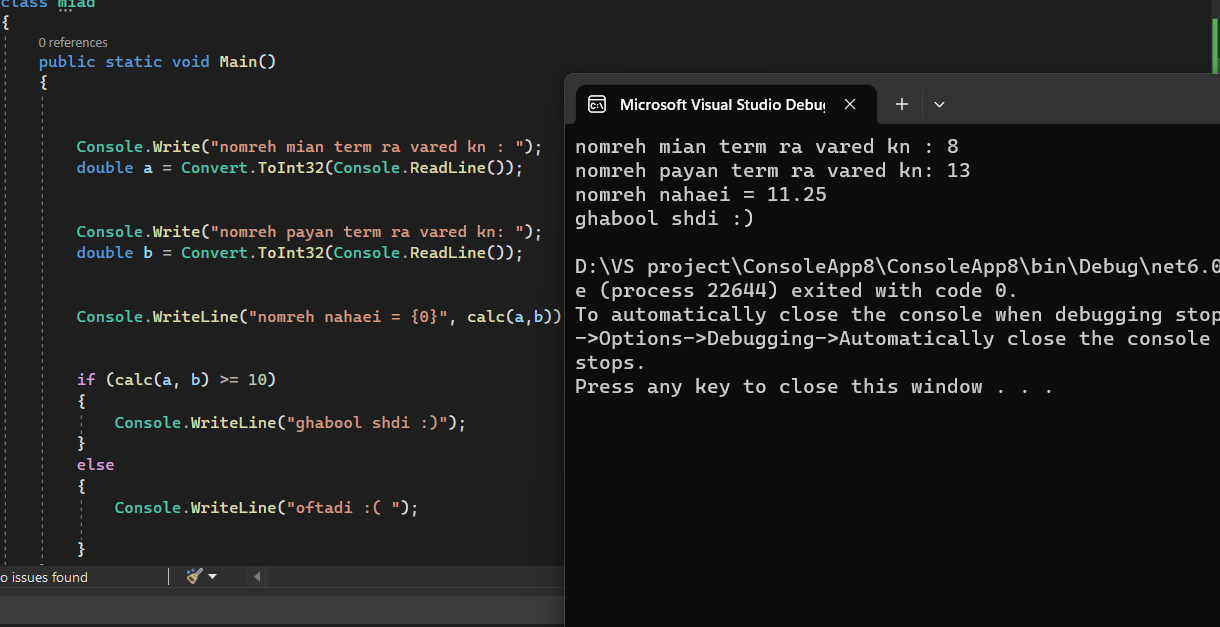 class miad
{
0 references
public static void Main()
{
Console.Write("nomreh mian term ra vared kn : ");
double a = Convert.ToInt32(Console.ReadLine());
Console.Write("nomreh payan term ra vared kn: ");
double b = Convert.ToInt32(Console.ReadLine());
Console.WriteLine("nomreh nahaei = {0}", calc(a,b))
if (calc(a, b) >= 10)
{
Console.WriteLine("ghabool shdi :)");
}
else
{
Console.WriteLine("oftadi :( ");
}
o issues found
Microsoft Visual Studio Debu
nomreh mian term ra vared kn : 8
nomreh payan term ra vared kn: 13
nomreh nahaei = 11.25
ghabool shdi :)
D:\VS project\ConsoleApp8\ConsoleApp8\bin\Debug\net6.0
e (process 22644) exited with code 0.
To automatically close the console when debugging stop
->Options->Debugging->Automatically close the console
stops.
Press any key to close this window . . .